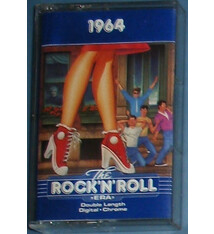 1964
The
ROCK'N'ROLL
•ERA•
Double Length
Digital • Chrome